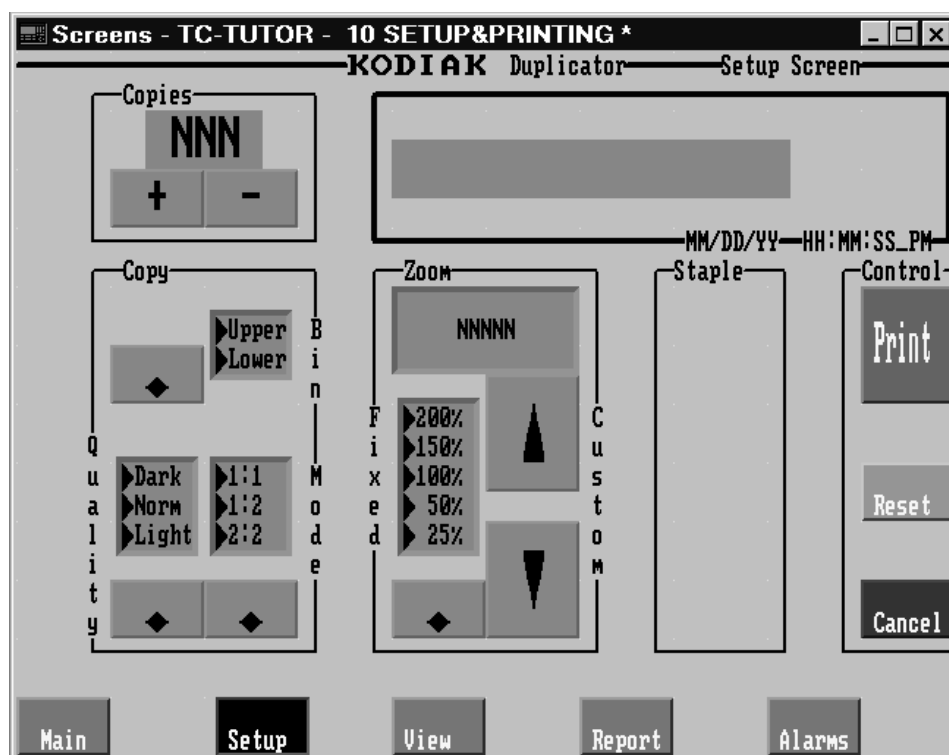 Screens - TC-TUTOR - 10 SETUP&PRINTING *
KODIAK Duplicator Setup Screen
Copies
NNN
+ -
MM/DD/YY HH:MM:SS_PM
Copy
Upper
Lower
Bin
Quality
Dark
Norm
Light
1:1
1:2
2:2
Mode
Zoom
NNNNN
Fixed
200%
150%
100%
50%
25%
Custom
Staple
Control
Print
Reset
Cancel
Main Setup View Report Alarms